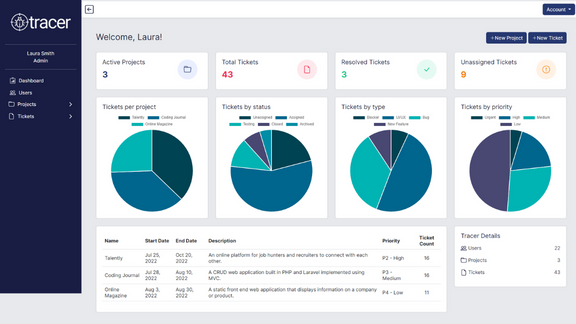 tracer
Account
Laura Smith
Admin
Welcome, Laura!
+New Project
+New Ticket
Dashboard
Users
Projects
Tickets
Active Projects
3
Total Tickets
43
Resolved Tickets
3
Unassigned Tickets
9
Tickets per project
Talently
Coding Journal
Online Magazine
Tickets by status
Unassigned
Assigned
Testing
Closed
Archived
Tickets by type
UI/UX
Bug
New Feature
Tickets by priority
Urgent
High
Medium
Low
Name Start Date End Date Description Priority Ticket Count
Talently Jul 25, 2022 Oct 20, 2022 An online platform for job hunters and recruiters to connect with each other. P2 - High 16
Coding Journal Jul 28, 2022 Aug 10, 2022 A CRUD web application built in PHP and Laravel implemented using MVC. P3 - Medium 16
Online Magazine Aug 3, 2022 Aug 30, 2022 A static front end web application that displays information on a company or product. P4 - Low 11
Tracer Details
Users 22
Projects 3
Tickets 43